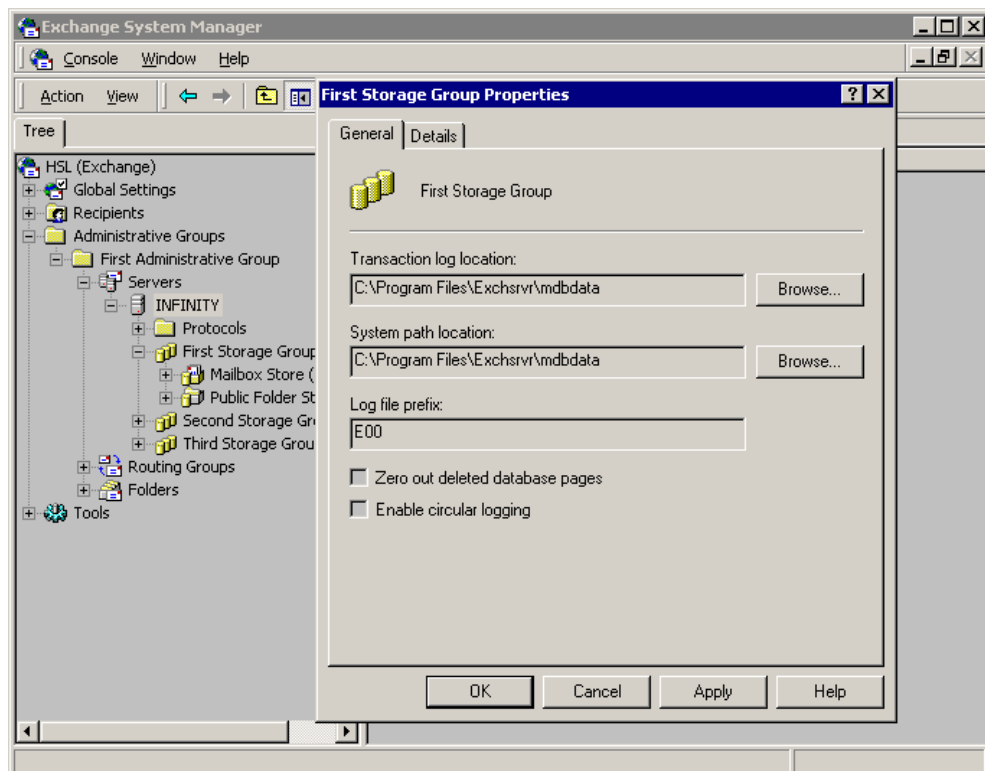 Exchange System Manager
Console Window Help
Action View
First Storage Group Properties
Tree
General Details
HSL (Exchange)
Global Settings
Recipients
Administrative Groups
First Administrative Group
Servers
INFINITY
Protocols
First Storage Group
Mailbox Store (
Public Folder St
Second Storage Gr
Third Storage Grou
Routing Groups
Folders
Tools
First Storage Group
Transaction log location:
C:\Program Files\Exchsrvr\mdbdata Browse...
System path location:
C:\Program Files\Exchsrvr\mdbdata Browse...
Log file prefix:
E00
Zero out deleted database pages
Enable circular logging
OK Cancel Apply Help